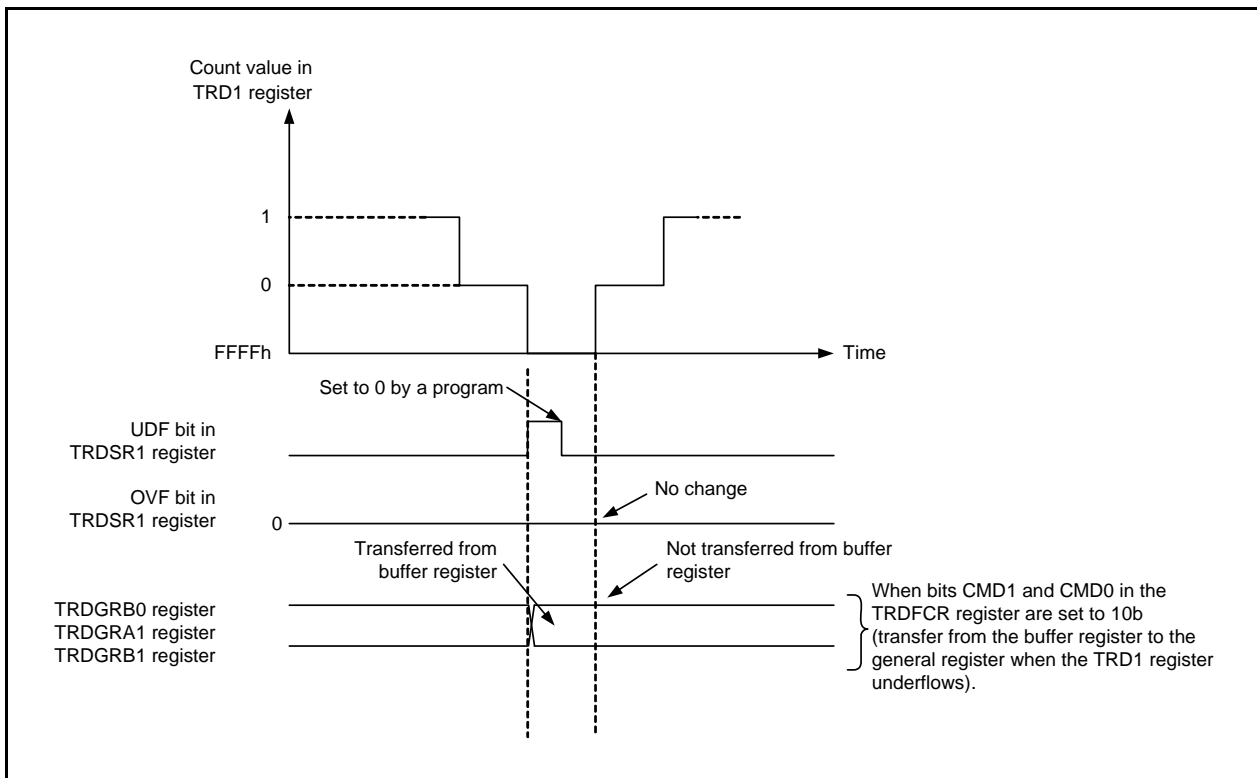 Count value in
TRD1 register
1
0
FFFFh
Time
Set to 0 by a program
UDF bit in
TRDSR1 register
OVF bit in
TRDSR1 register
0
No change
Transferred from
buffer register
Not transferred from buffer
register
TRDGRB0 register
TRDGRA1 register
TRDGRB1 register
When bits CMD1 and CMD0 in the
TRDFCR register are set to 10b
(transfer from the buffer register to the
general register when the TRD1 register
underflows).